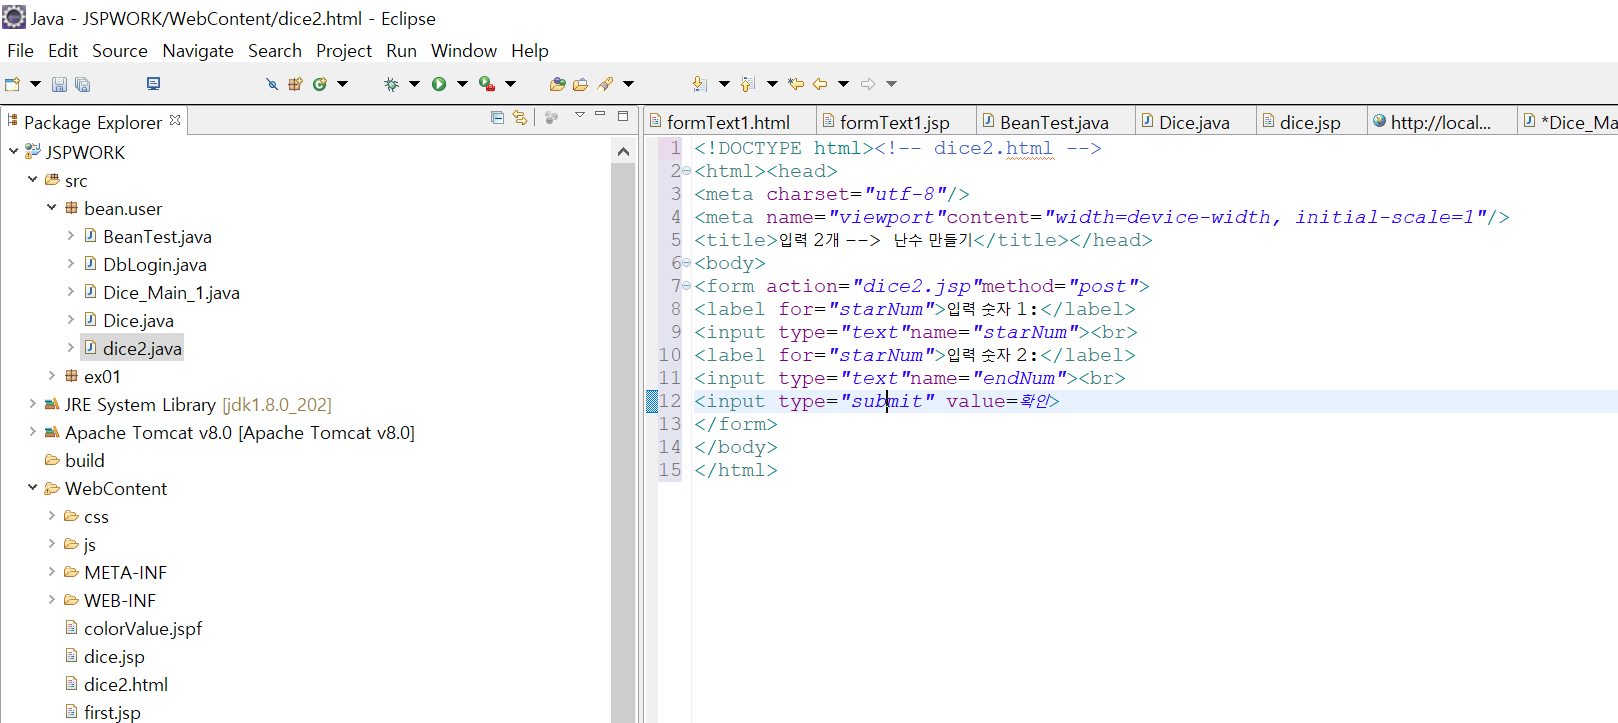 Java - JSPWORK/WebContent/dice2.html - Eclipse
File Edit Source Navigate Search Project Run Window Help
Package Explorer
JSPWORK
src
bean.user
BeanTest.java
DbLogin.java
Dice_Main_1.java
Dice.java
dice2.java
ex01
JRE System Library [jdk1.8.0_202]
Apache Tomcat v8.0 [Apache Tomcat v8.0]
build
WebContent
css
js
META-INF
WEB-INF
colorValue.jspf
dice.jsp
dice2.html
first.jsp
formText1.html formText1.jsp BeanTest.java Dice.java dice.jsp http://local... *Dice_Ma
1 <!DOCTYPE html><!-- dice2.html -->
2 <html><head>
3 <meta charset="utf-8"/>
4 <meta name="viewport"content="width=device-width, initial-scale=1"/>
5 <title>입력 2개 --> 난수 만들기</title></head>
6 <body>
7 <form action="dice2.jsp"method="post">
8 <label for="starNum">입력 숫자 1:</label>
9 <input type="text"name="starNum"><br>
10 <label for="starNum">입력 숫자 2:</label>
11 <input type="text"name="endNum"><br>
12 <input type="submit" value=확인>
13 </form>
14 </body>
15 </html>